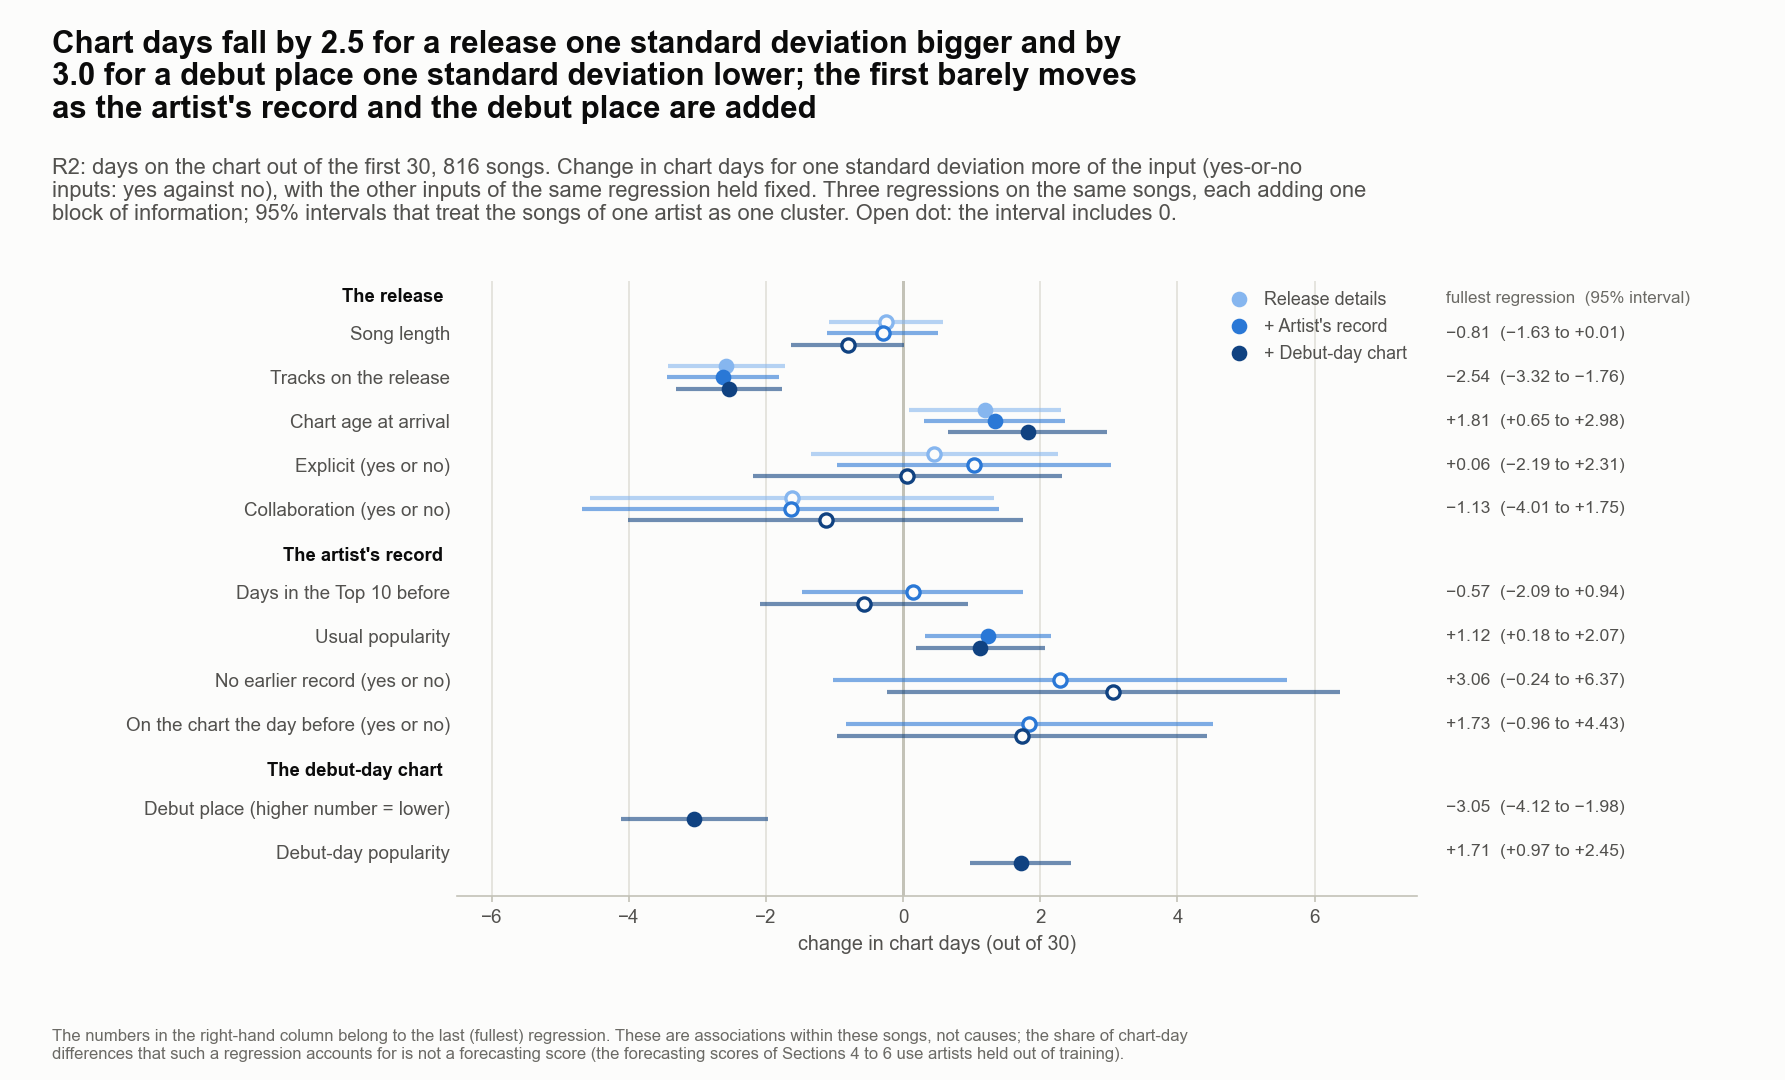 Chart days fall by 2.5 for a release one standard deviation bigger and by
3.0 for a debut place one standard deviation lower; the first barely moves
as the artist's record and the debut place are added
R2: days on the chart out of the first 30, 816 songs. Change in chart days for one standard deviation more of the input (yes-or-no
inputs: yes against no), with the other inputs of the same regression held fixed. Three regressions on the same songs, each adding one
block of information; 95% intervals that treat the songs of one artist as one cluster. Open dot: the interval includes 0.
The release
Release details
+ Artist's record
+ Debut-day chart
fullest regression (95% interval)
Song length
−0.81 (−1.63 to +0.01)
Tracks on the release
−2.54 (−3.32 to −1.76)
Chart age at arrival
+1.81 (+0.65 to +2.98)
Explicit (yes or no)
+0.06 (−2.19 to +2.31)
Collaboration (yes or no)
−1.13 (−4.01 to +1.75)
The artist's record
Days in the Top 10 before
−0.57 (−2.09 to +0.94)
Usual popularity
+1.12 (+0.18 to +2.07)
No earlier record (yes or no)
+3.06 (−0.24 to +6.37)
On the chart the day before (yes or no)
+1.73 (−0.96 to +4.43)
The debut-day chart
Debut place (higher number = lower)
−3.05 (−4.12 to −1.98)
Debut-day popularity
+1.71 (+0.97 to +2.45)
−6 −4 −2 0 2 4 6
change in chart days (out of 30)
The numbers in the right-hand column belong to the last (fullest) regression. These are associations within these songs, not causes; the share of chart-day
differences that such a regression accounts for is not a forecasting score (the forecasting scores of Sections 4 to 6 use artists held out of training).